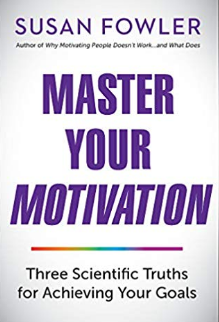 SUSAN FOWLER
Author of Why Motivating People Doesn't Work...and What Does
MASTER
YOUR
MOTIVATION
Three Scientific Truths
for Achieving Your Goals